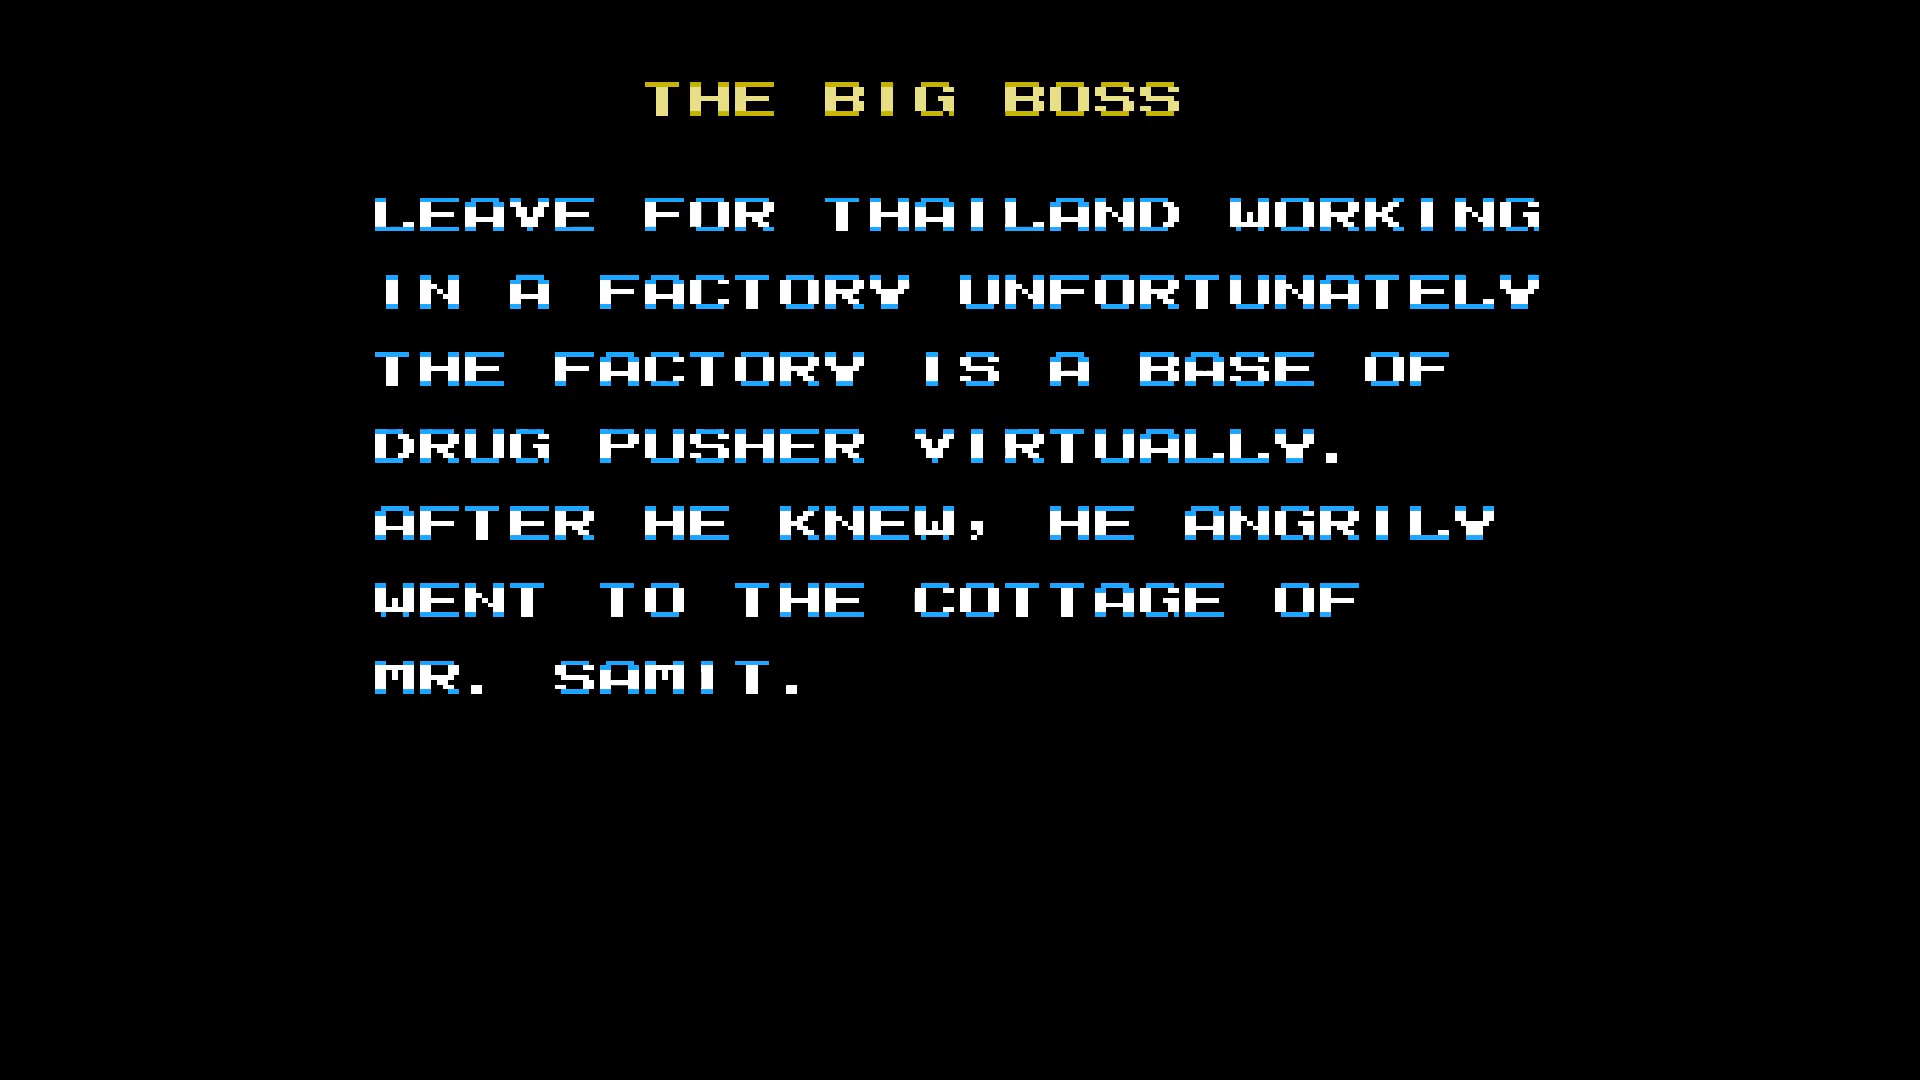 THE BIG BOSS
LEAVE FOR THAILAND WORKING
IN A FACTORY UNFORTUNATELY
THE FACTORY IS A BASE OF
DRUG PUSHER VIRTUALLY.
AFTER HE KNEW, HE ANGRILY
WENT TO THE COTTAGE OF
MR. SAMIT.